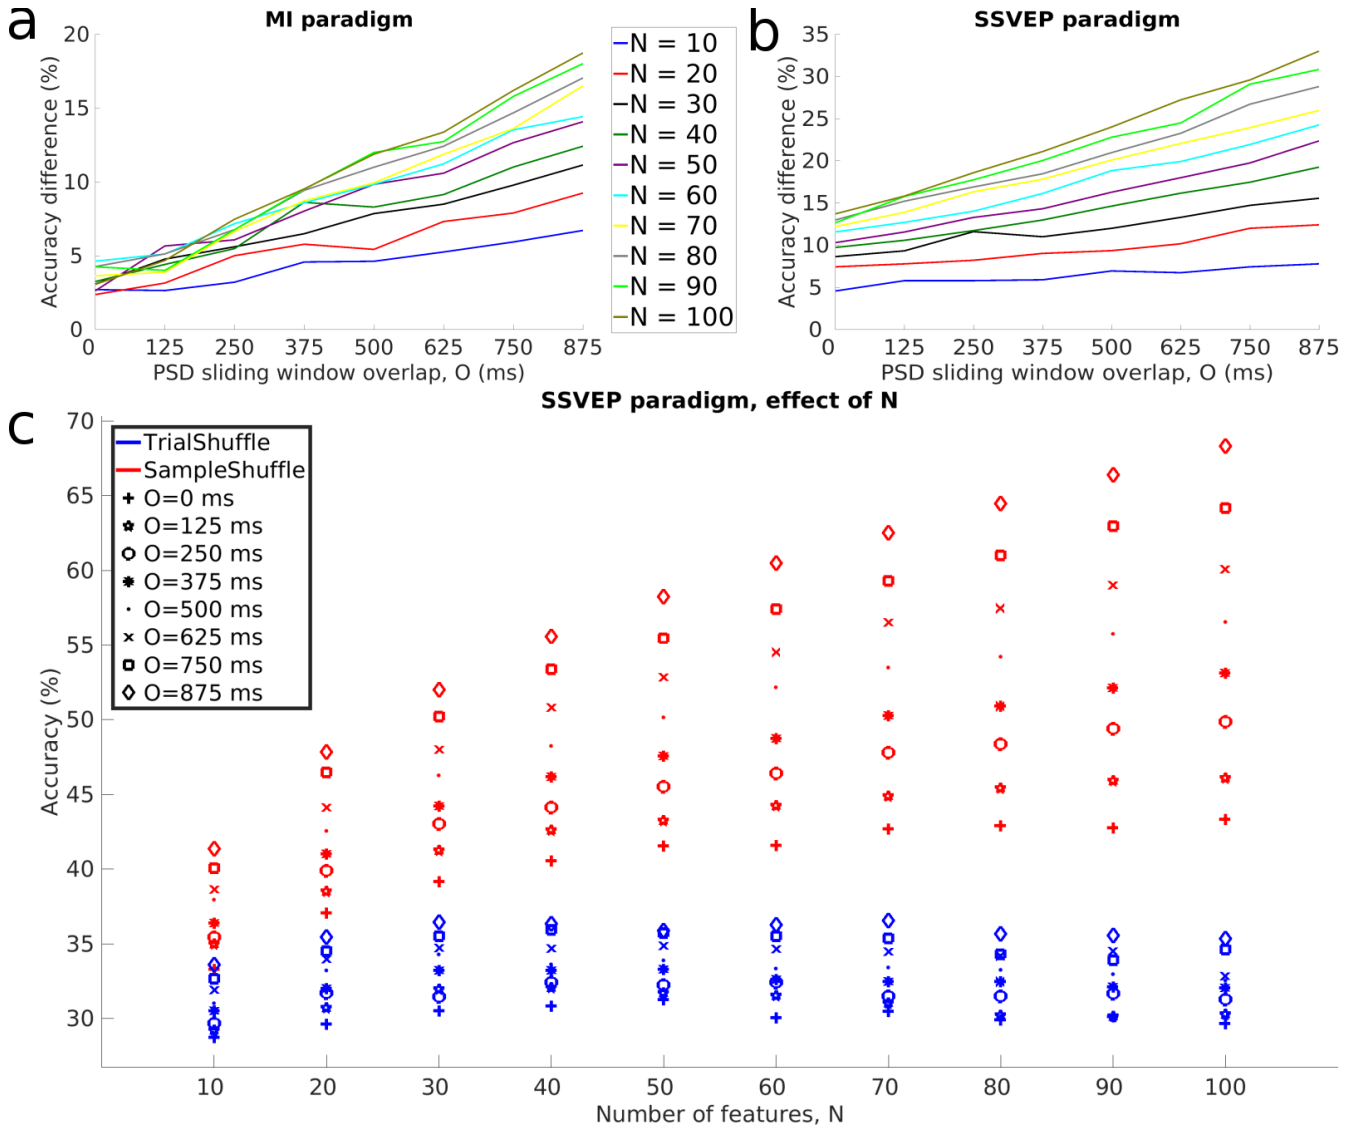 a
MI paradigm
20
15
10
5
0
Accuracy difference (%)
0 125 250 375 500 625 750 875
PSD sliding window overlap, O (ms)
N = 10
N = 20
N = 30
N = 40
N = 50
N = 60
N = 70
N = 80
N = 90
N = 100
b
SSVEP paradigm
35
30
25
20
15
10
5
0
Accuracy difference (%)
0 125 250 375 500 625 750 875
PSD sliding window overlap, O (ms)
c
SSVEP paradigm, effect of N
70
65
60
55
50
45
40
35
30
Accuracy (%)
TrialShuffle
SampleShuffle
O=0 ms
O=125 ms
O=250 ms
O=375 ms
O=500 ms
O=625 ms
O=750 ms
O=875 ms
10 20 30 40 50 60 70 80 90 100
Number of features, N